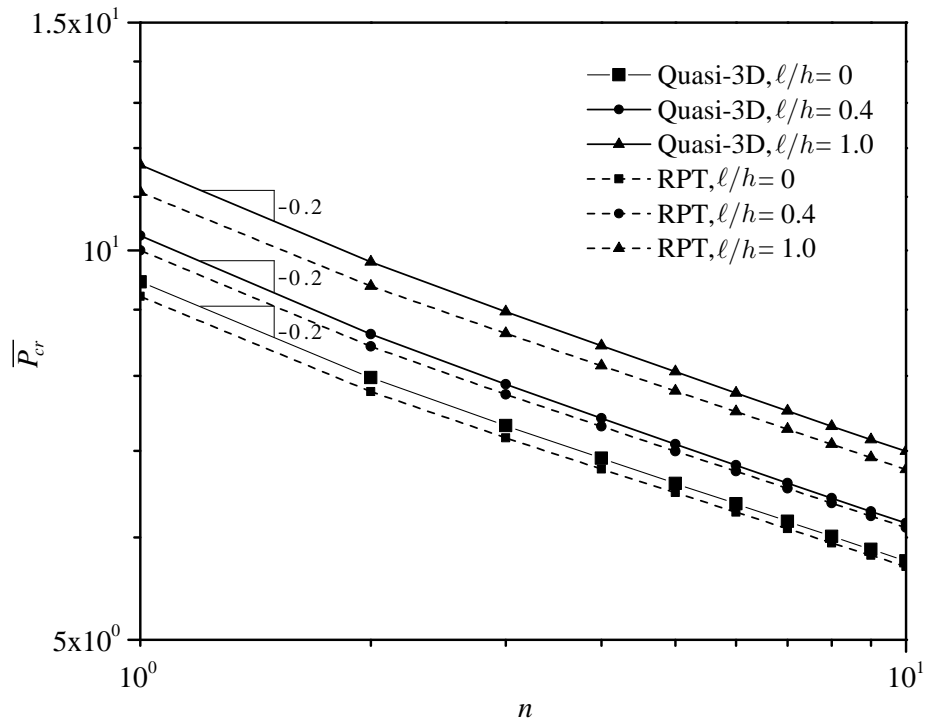 1.5x10¹
Quasi-3D, ℓ/h= 0
Quasi-3D, ℓ/h= 0.4
Quasi-3D, ℓ/h= 1.0
RPT, ℓ/h= 0
RPT, ℓ/h= 0.4
RPT, ℓ/h= 1.0
-0.2
10¹
-0.2
-0.2
P̅cr
5x10⁰
10⁰
10¹
n